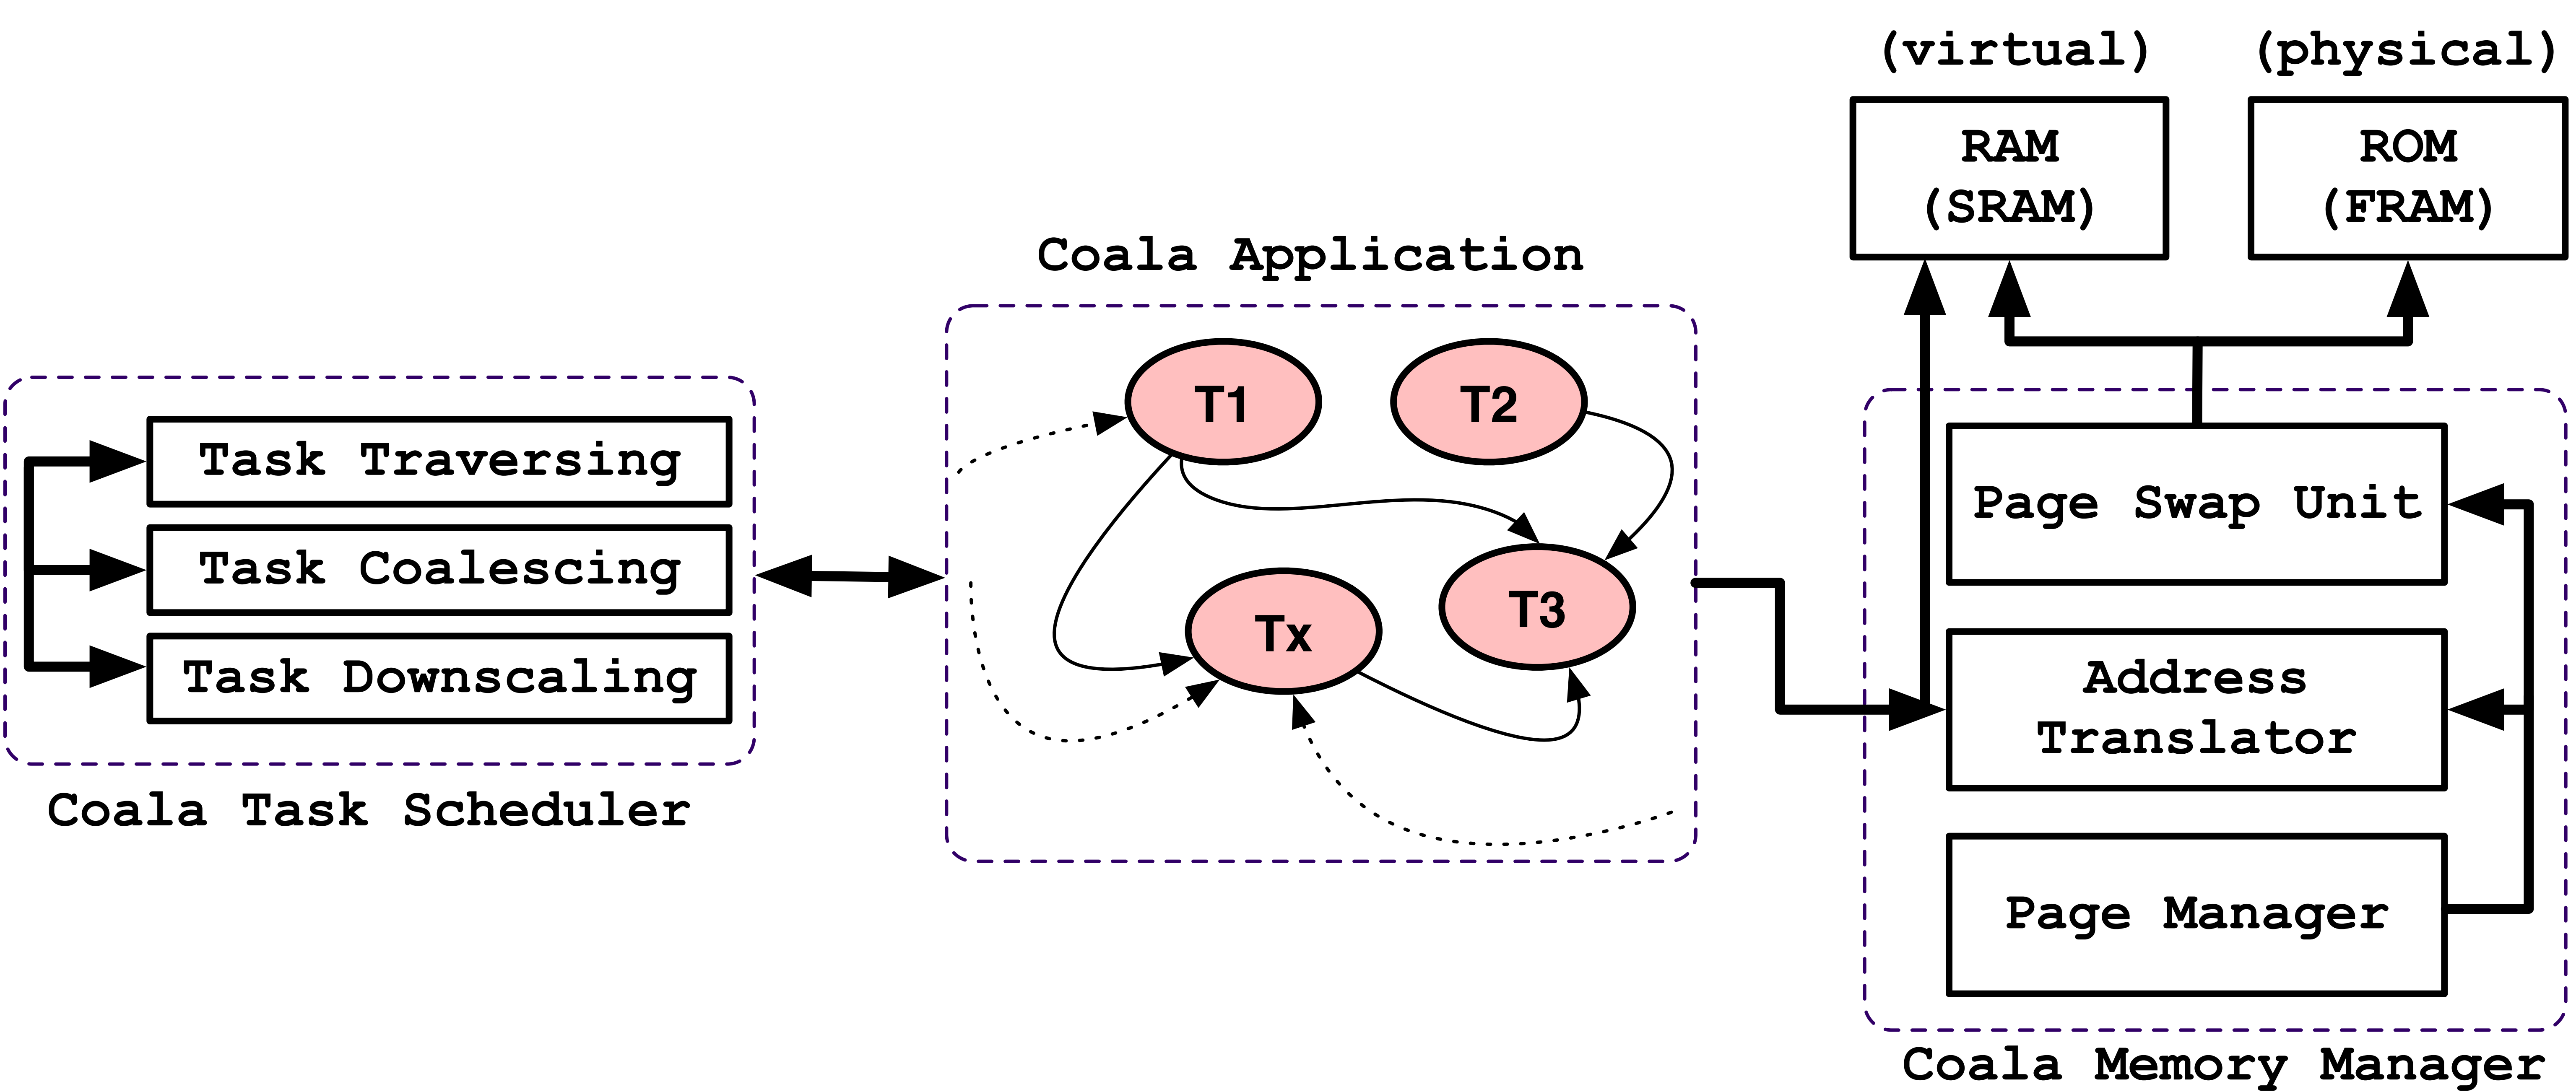 (virtual)
(physical)
RAM
(SRAM)
ROM
(FRAM)
Coala Application
T1
T2
T3
Tx
Task Traversing
Task Coalescing
Task Downscaling
Coala Task Scheduler
Page Swap Unit
Address
Translator
Page Manager
Coala Memory Manager